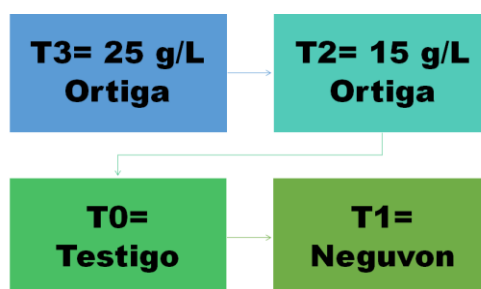 T3= 25 g/L
Ortiga
T2= 15 g/L
Ortiga
T0=
Testigo
T1=
Neguvon